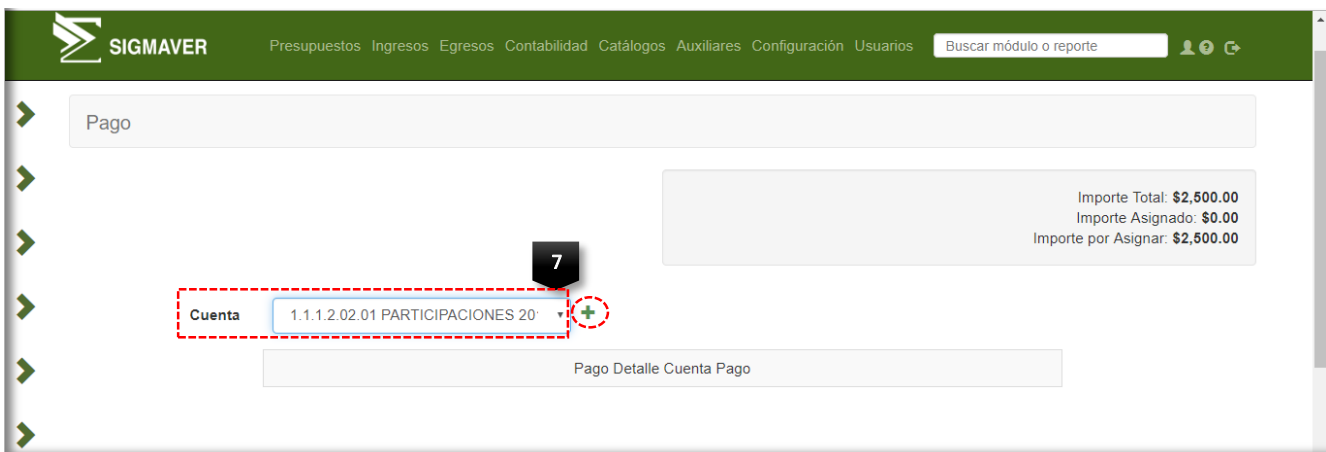 SIGMAVER
Presupuestos Ingresos Egresos Contabilidad Catálogos Auxiliares Configuración Usuarios Buscar módulo o reporte
Pago
Importe Total: $2,500.00
Importe Asignado: $0.00
Importe por Asignar: $2,500.00
7
Cuenta 1.1.1.2.02.01 PARTICIPACIONES 20
Pago Detalle Cuenta Pago